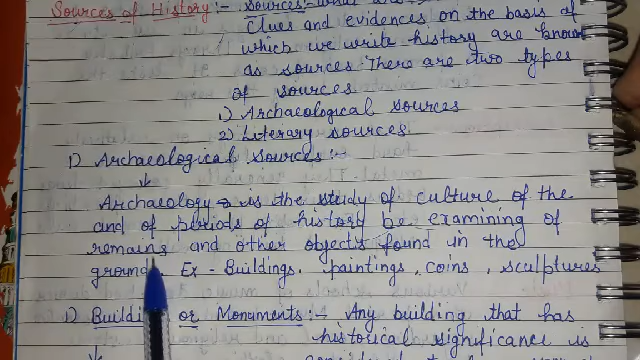 Sources of History :- Sources - what are
Clues and evidences on the basis of
which we write history are known
as sources. There are two types
of sources
1) Archaeological sources
2) Literary sources
1) Archaeological sources :-
Archaeology → is the study of culture of the
and of periods of history be examining of
remains and other objects found in the
ground. Ex - Buildings, paintings, coins, sculptures
1) Buildi or Monuments :- Any building that has
historical significance is